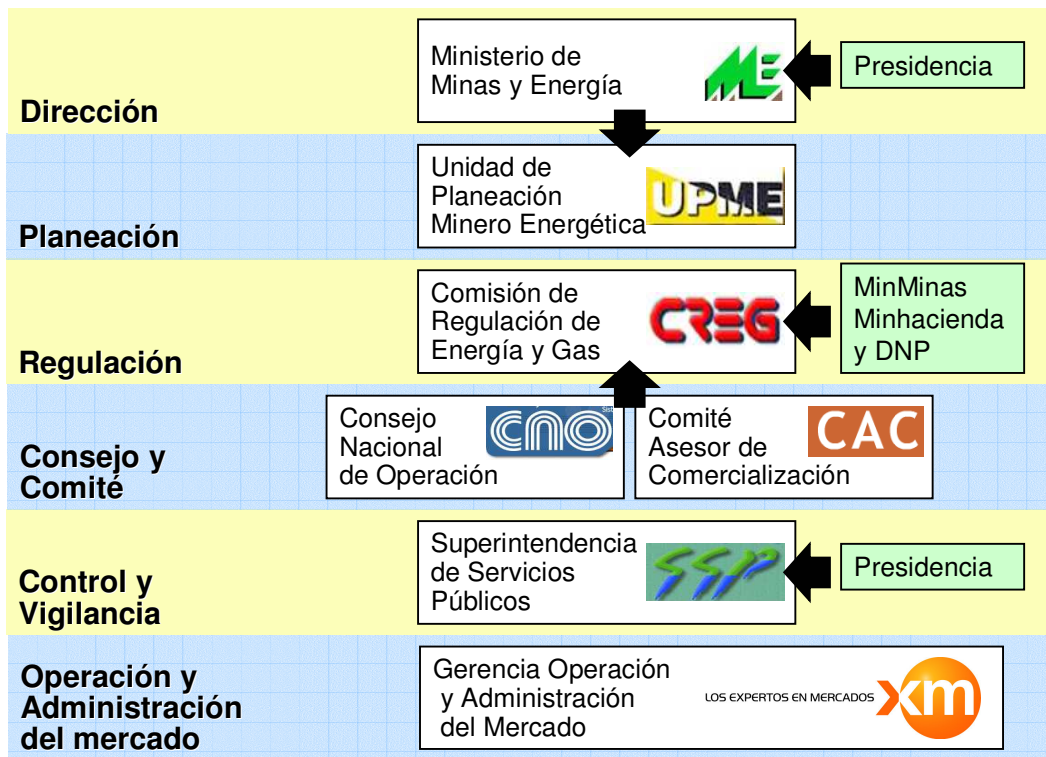 Dirección
Ministerio de
Minas y Energía
ME
Presidencia
Planeación
Unidad de
Planeación
Minero Energética
UPME
Regulación
Comisión de
Regulación de
Energía y Gas
CREG
MinMinas
Minhacienda
y DNP
Consejo y
Comité
Consejo
Nacional
de Operación
cno
Sist
Comité
Asesor de
Comercialización
CAC
Control y
Vigilancia
Superintendencia
de Servicios
Públicos
SSP
Presidencia
Operación y
Administración
del mercado
Gerencia Operación
y Administración
del Mercado
LOS EXPERTOS EN MERCADOS
xm